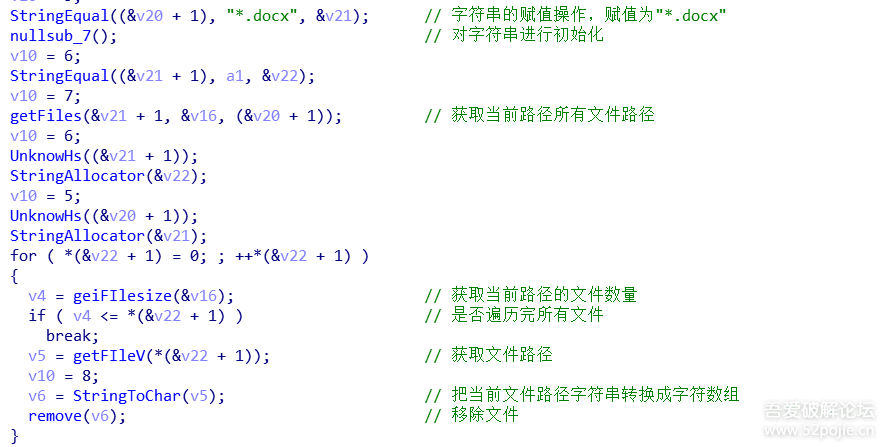 StringEqual((&v20 + 1), "*.docx", &v21);       // 字符串的赋值操作，赋值为"*.docx"
nullsub_7();                                   // 对字符串进行初始化
v10 = 6;
StringEqual((&v21 + 1), a1, &v22);
v10 = 7;
getFiles(&v21 + 1, &v16, (&v20 + 1));          // 获取当前路径所有文件路径
v10 = 6;
UnknowHs((&v21 + 1));
StringAllocator(&v22);
v10 = 5;
UnknowHs((&v20 + 1));
StringAllocator(&v21);
for ( *(&v22 + 1) = 0; ; ++*(&v22 + 1) )
{
  v4 = geiFIlesize(&v16);                      // 获取当前路径的文件数量
  if ( v4 <= *(&v22 + 1) )                     // 是否遍历完所有文件
    break;
  v5 = getFIleV(*(&v22 + 1));                  // 获取文件路径
  v10 = 8;
  v6 = StringToChar(v5);                       // 把当前文件路径字符串转换成字符数组
  remove(v6);                                  // 移除文件
}
吾爱破解论坛
www.52pojie.cn